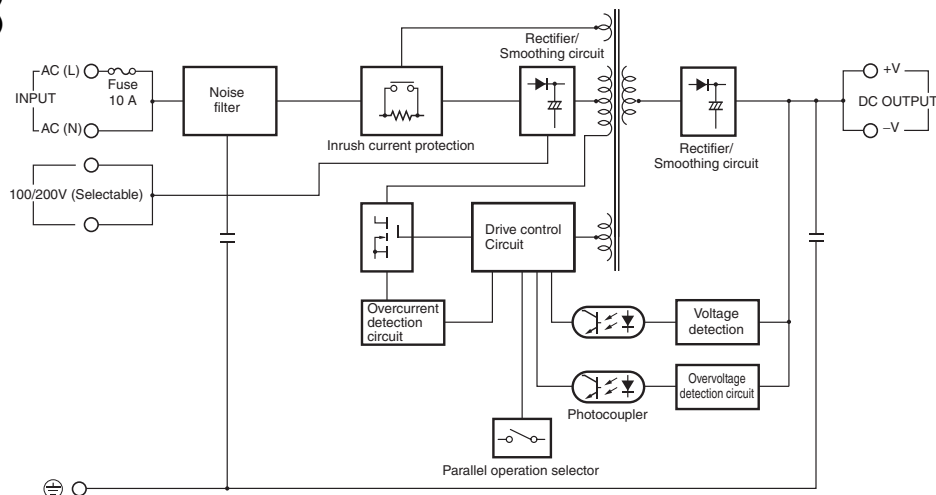 Rectifier/
Smoothing circuit
AC (L)
Fuse
10 A
INPUT
AC (N)
Noise
filter
Inrush current protection
+V
DC OUTPUT
–V
Rectifier/
Smoothing circuit
100/200V (Selectable)
Drive control
Circuit
Overcurrent
detection
circuit
Voltage
detection
Overvoltage
detection circuit
Photocoupler
Parallel operation selector